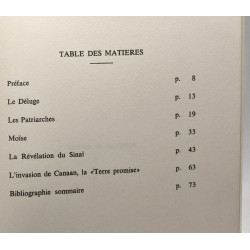 TABLE DES MATIERES
Préface p. 8
Le Déluge p. 13
Les Patriarches p. 19
Moïse p. 33
La Révélation du Sinaï p. 43
L'invasion de Canaan, la «Terre promise» p. 63
Bibliographie sommaire p. 73